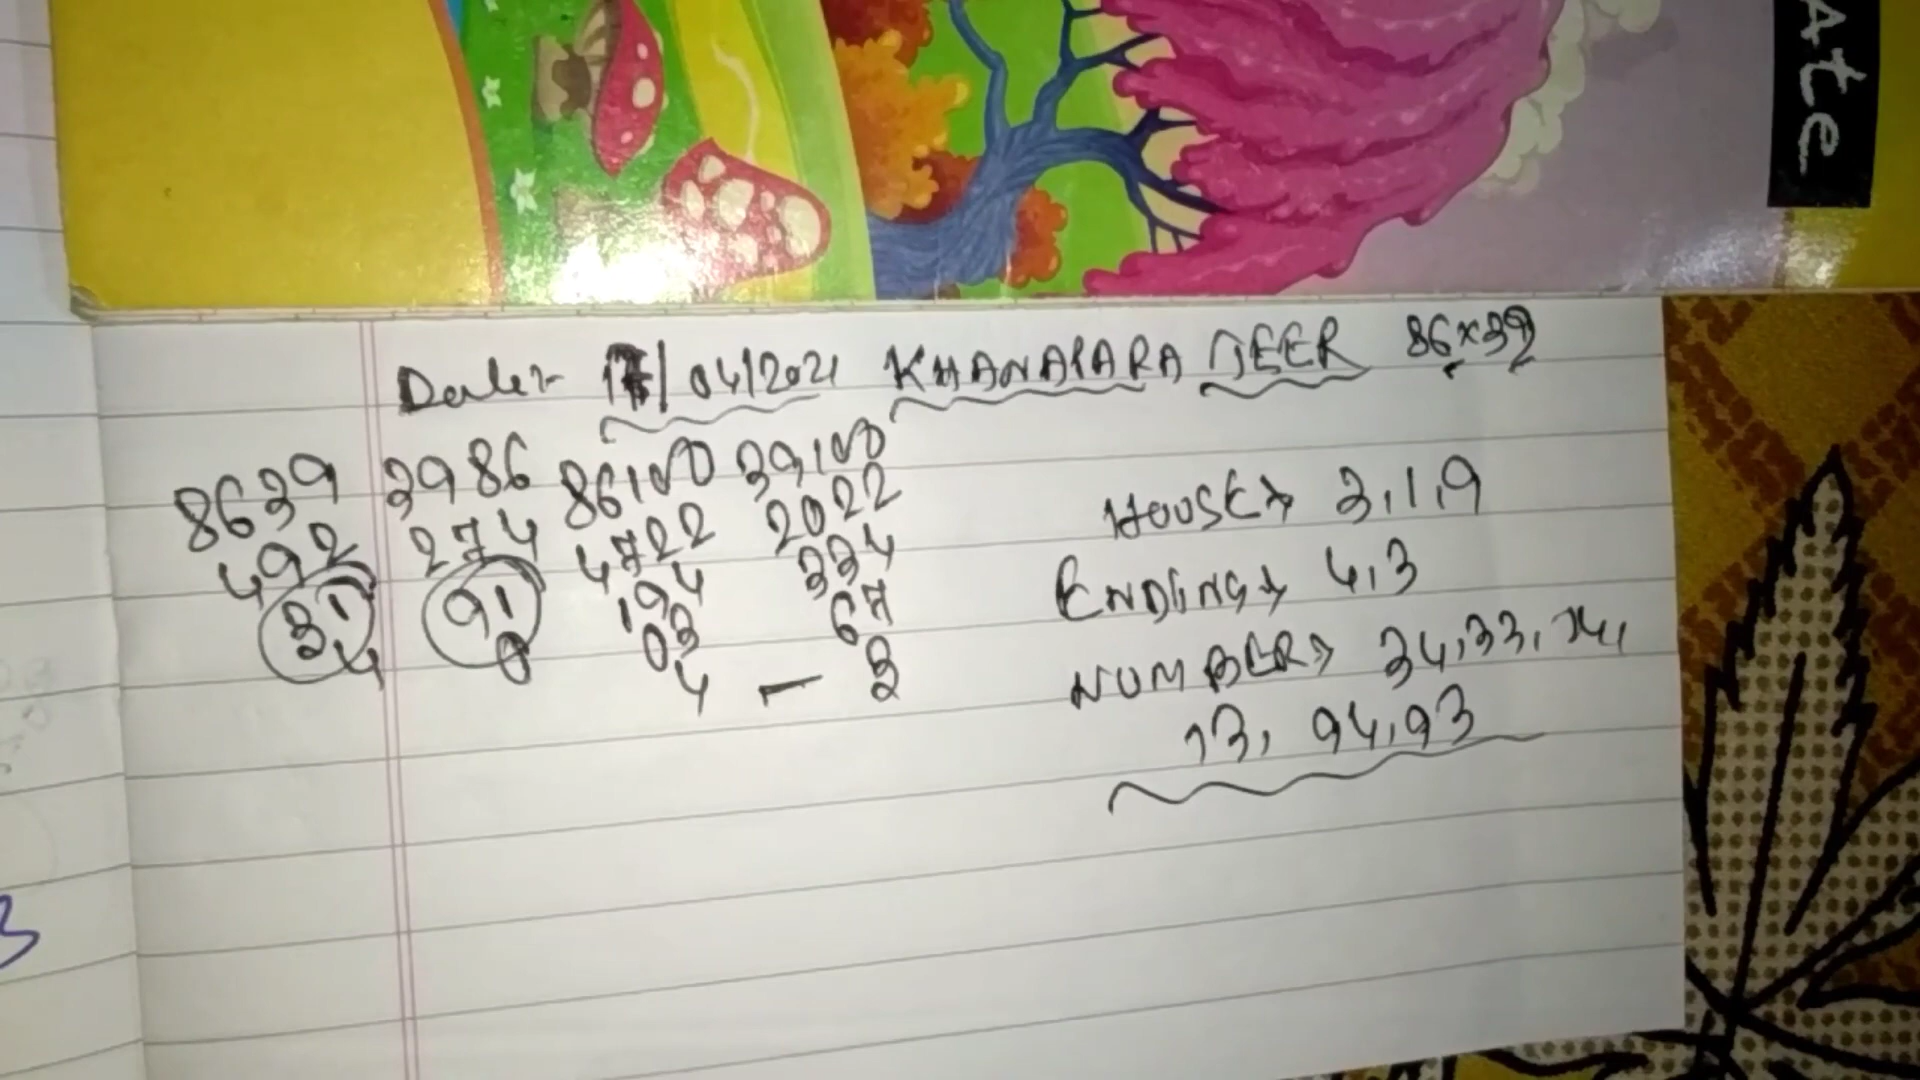 ate
Date:- 17/04/2021 KHANAPARA TEER 86x39
8639 3986 86100 39100
492 274 4722 2022
31 91 194 334
4 0 03 67
4 - 3
HOUSE> 3,1,9
ENDING> 4,3
NUMBER> 34,33,14,
13, 94,93
3